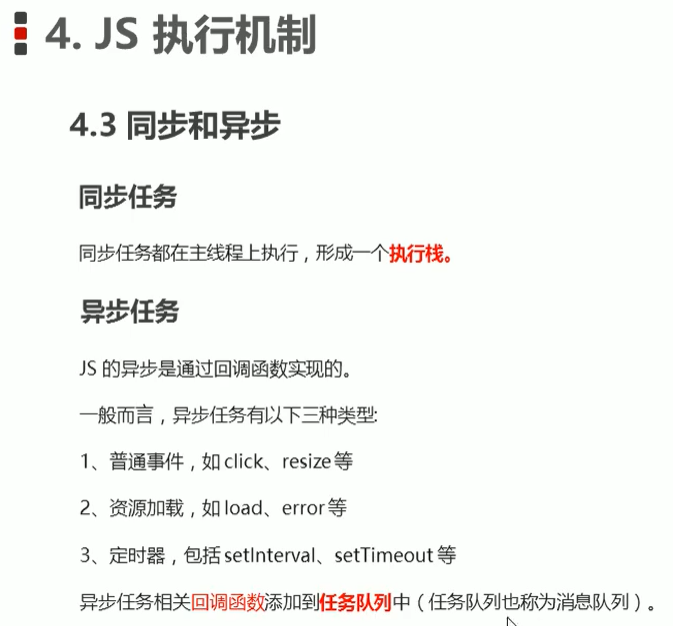 4. JS 执行机制
4.3 同步和异步
同步任务
同步任务都在主线程上执行，形成一个执行栈。
异步任务
JS 的异步是通过回调函数实现的。
一般而言，异步任务有以下三种类型:
1、普通事件，如 click、resize 等
2、资源加载，如 load、error 等
3、定时器，包括 setInterval、setTimeout 等
异步任务相关回调函数添加到任务队列中（任务队列也称为消息队列）。